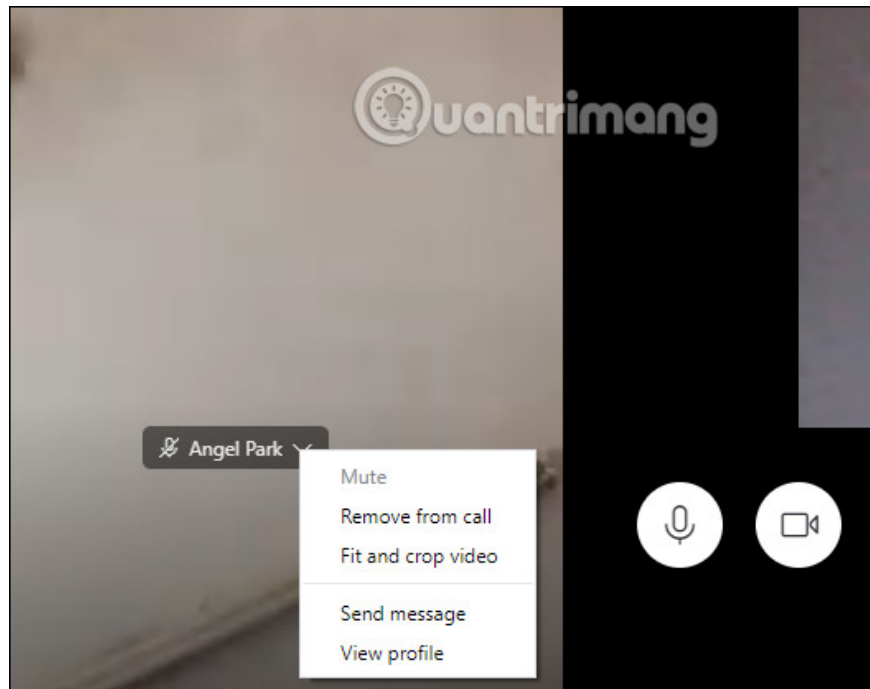 Quantrimang
Angel Park
Mute
Remove from call
Fit and crop video
Send message
View profile